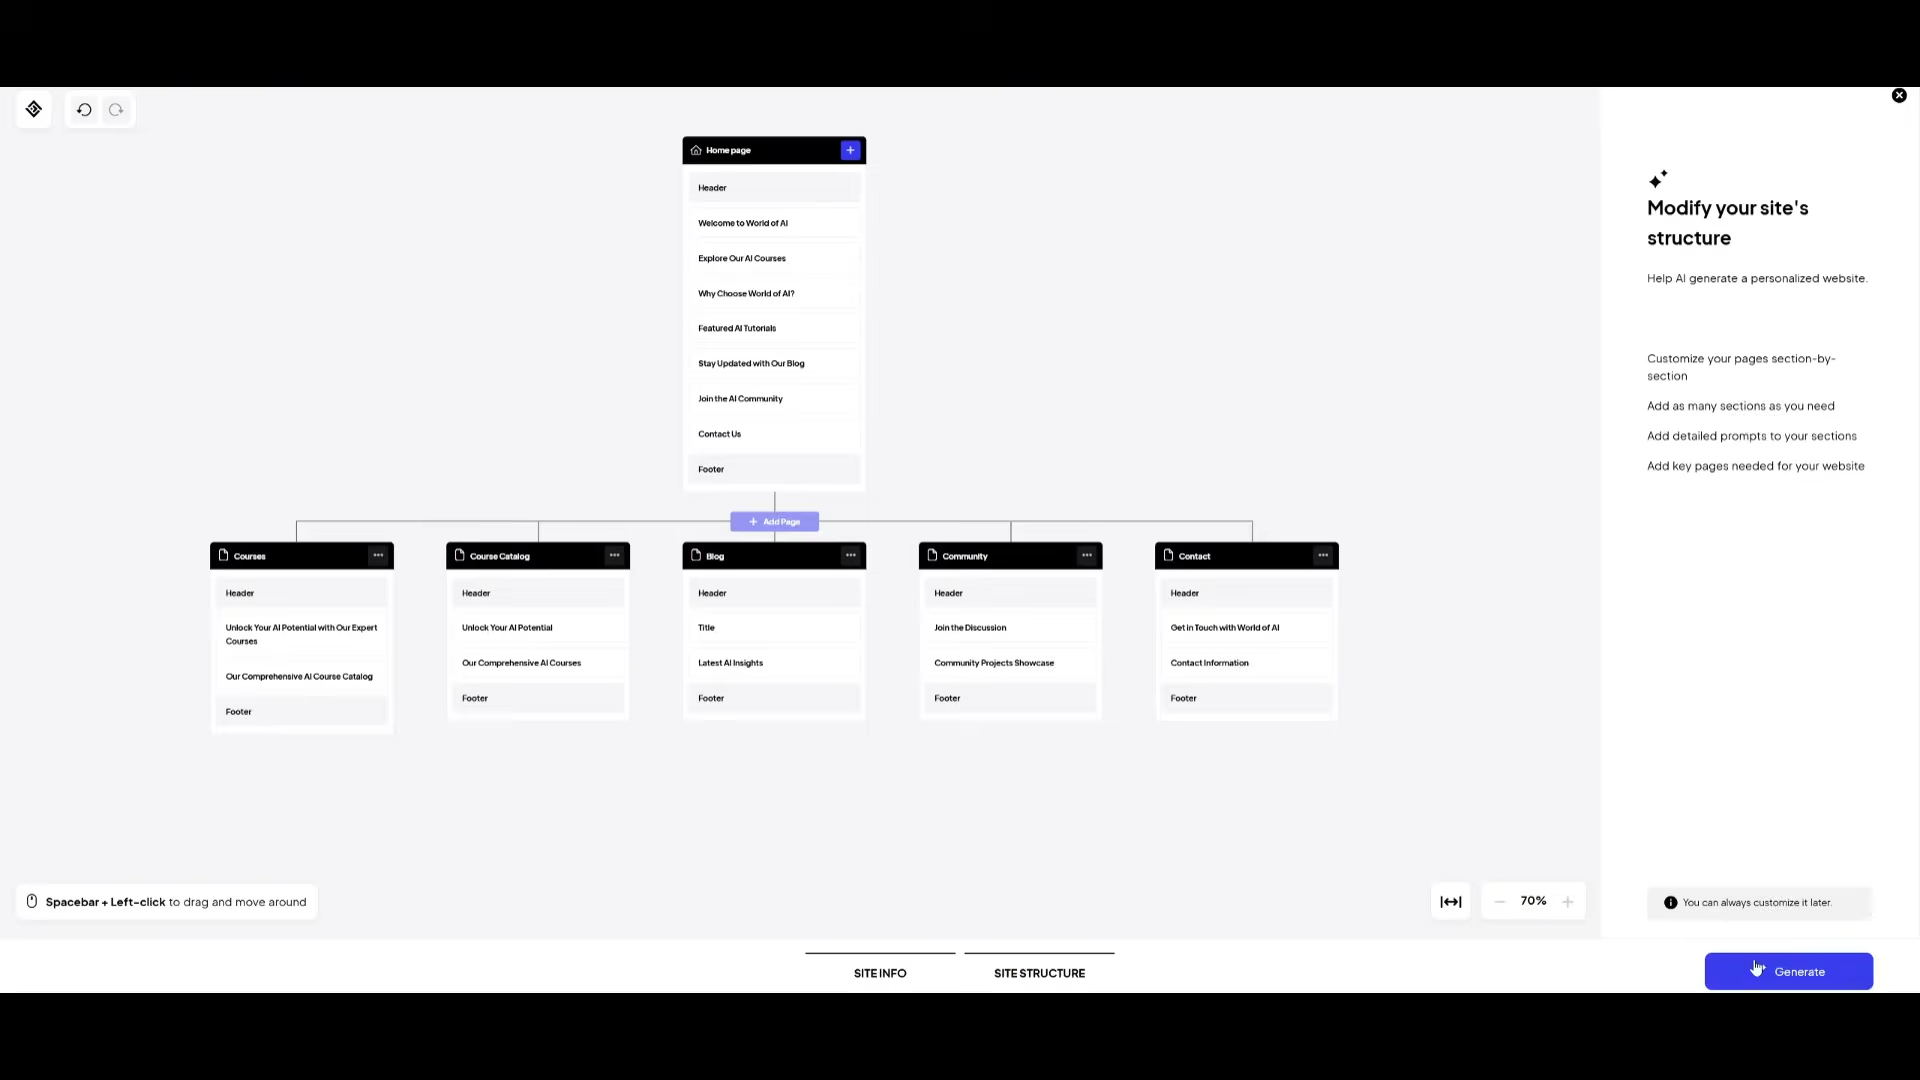 Home page
Header
Welcome to World of AI
Explore Our AI Courses
Why Choose World of AI?
Featured AI Tutorials
Stay Updated with Our Blog
Join the AI Community
Contact Us
Footer
Add Page
Courses
Header
Unlock Your AI Potential with Our Expert
Courses
Our Comprehensive AI Course Catalog
Footer
Course Catalog
Header
Unlock Your AI Potential
Our Comprehensive AI Courses
Footer
Blog
Header
Title
Latest AI Insights
Footer
Community
Header
Join the Discussion
Community Projects Showcase
Footer
Contact
Header
Get in Touch with World of AI
Contact Information
Footer
Modify your site's
structure
Help AI generate a personalized website.
Customize your pages section-by-
section
Add as many sections as you need
Add detailed prompts to your sections
Add key pages needed for your website
Spacebar + Left-click to drag and move around
70%
You can always customize it later.
SITE INFO
SITE STRUCTURE
Generate